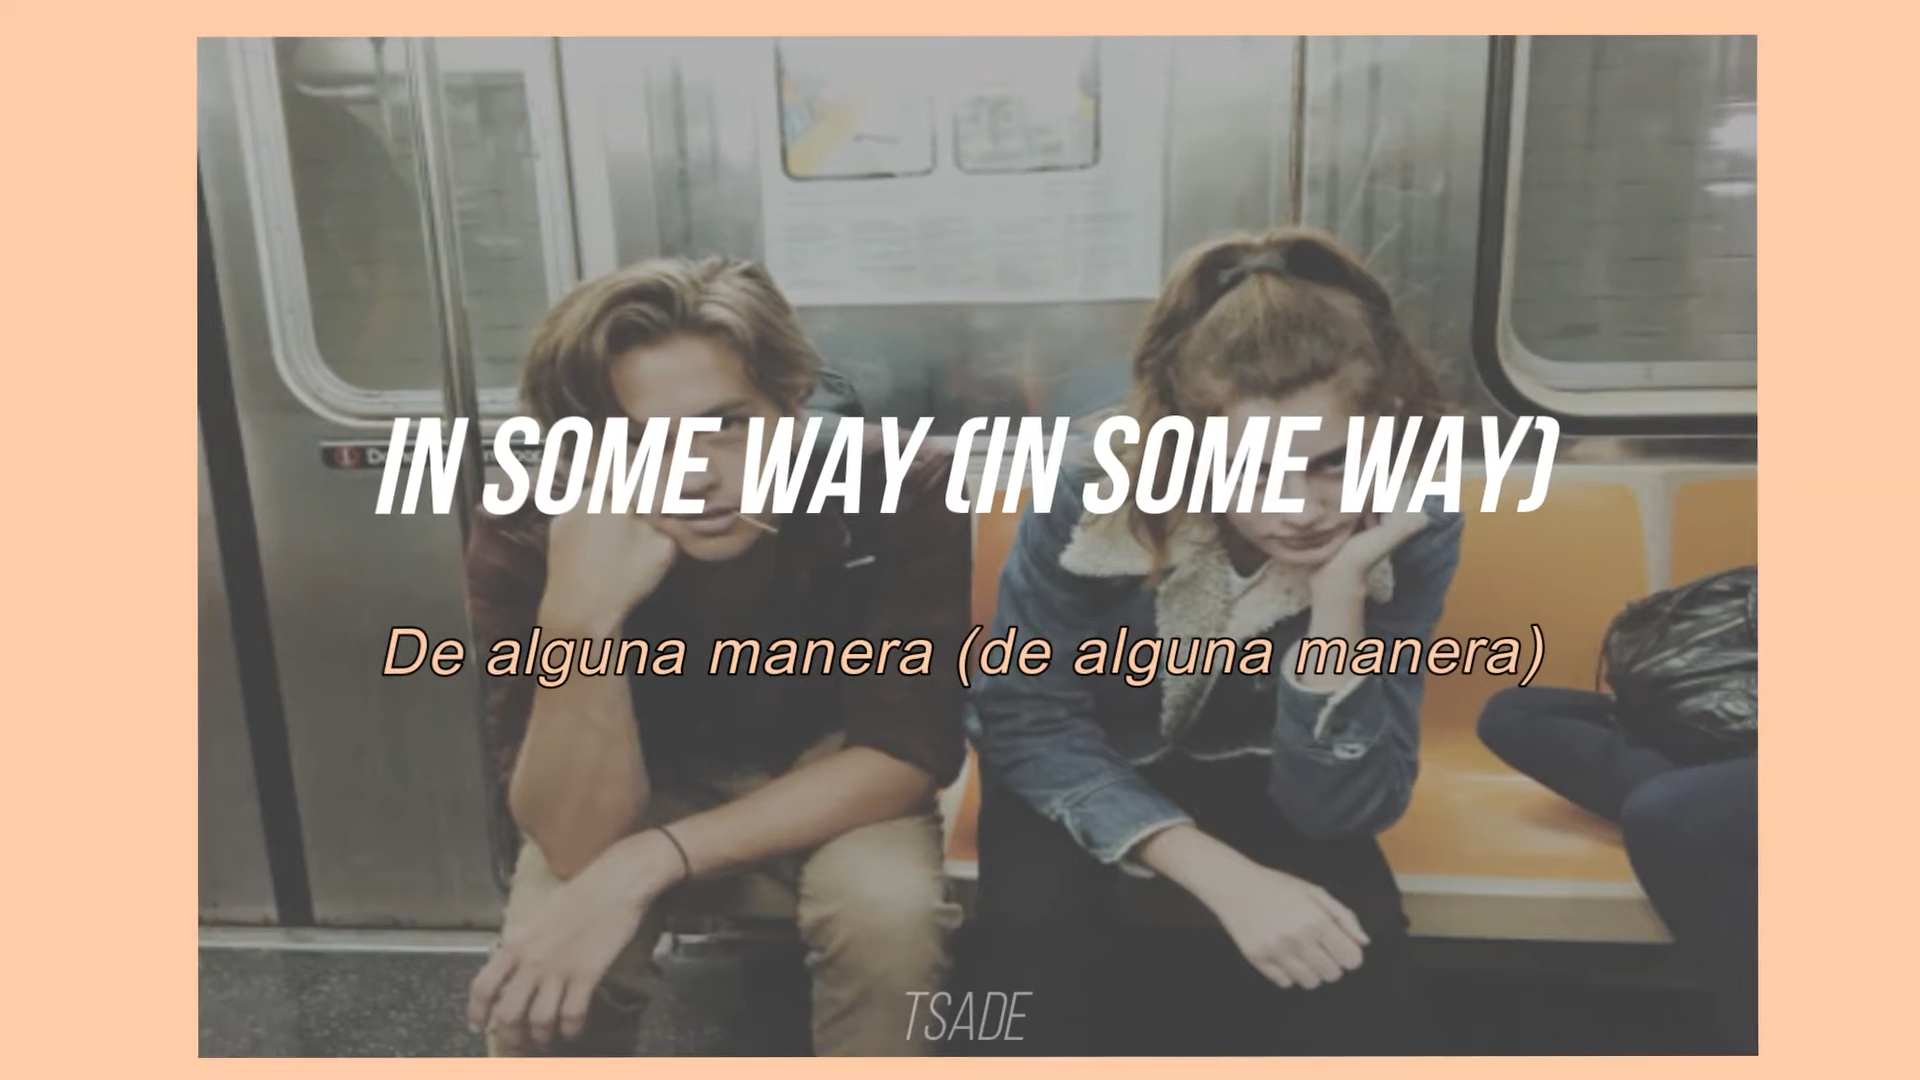 IN SOME WAY (IN SOME WAY)
De alguna manera (de alguna manera)
TSADE